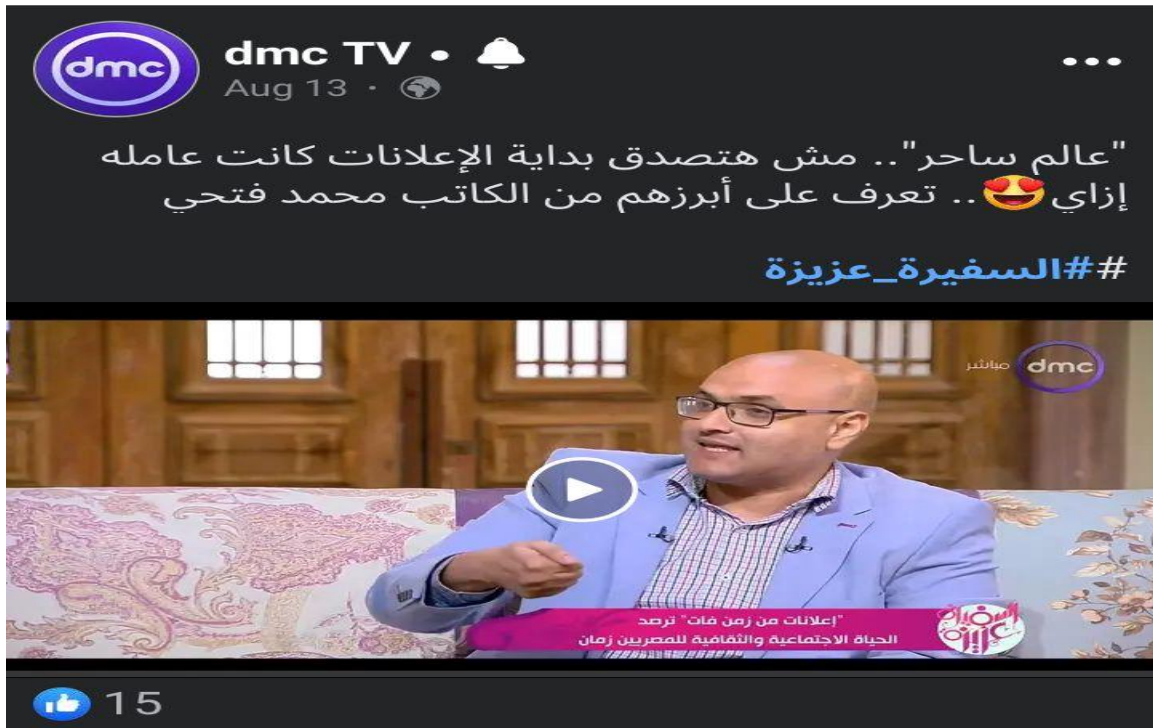 dmc
dmc TV •
Aug 13 ·
"عالم ساحر".. مش هتصدق بداية الإعلانات كانت عامله
إزاي😍.. تعرف على أبرزهم من الكاتب محمد فتحي
##السفيرة_عزيزة
مباشر dmc
"إعلانات من زمن فات" ترصد
الحياة الاجتماعية والثقافية للمصريين زمان
السفيرة
عزيزة
15